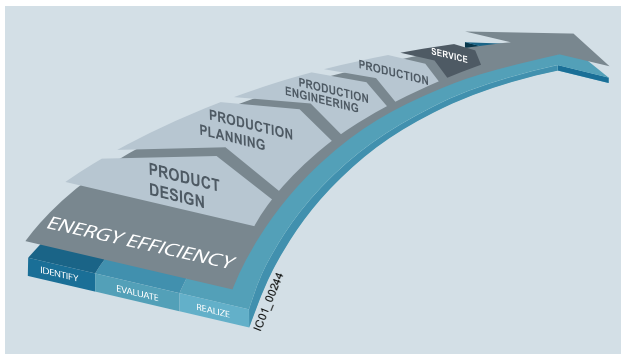 SERVICE
PRODUCTION
PRODUCTION
ENGINEERING
PRODUCTION
PLANNING
PRODUCT
DESIGN
ENERGY EFFICIENCY
IDENTIFY
EVALUATE
REALIZE
IC01_00244